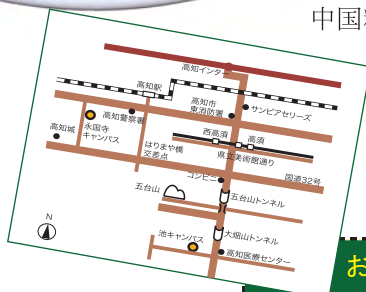 中国
高知インター
高知駅
高知市
東消防署
サンピアセリーズ
高知警察署
永国寺
キャンパス
高知城
はりまや橋
交差点
西高須
高須
県立美術館通り
国道32号
コンビニ
五台山
五台山トンネル
大畑山トンネル
池キャンパス
高知医療センター
N
お